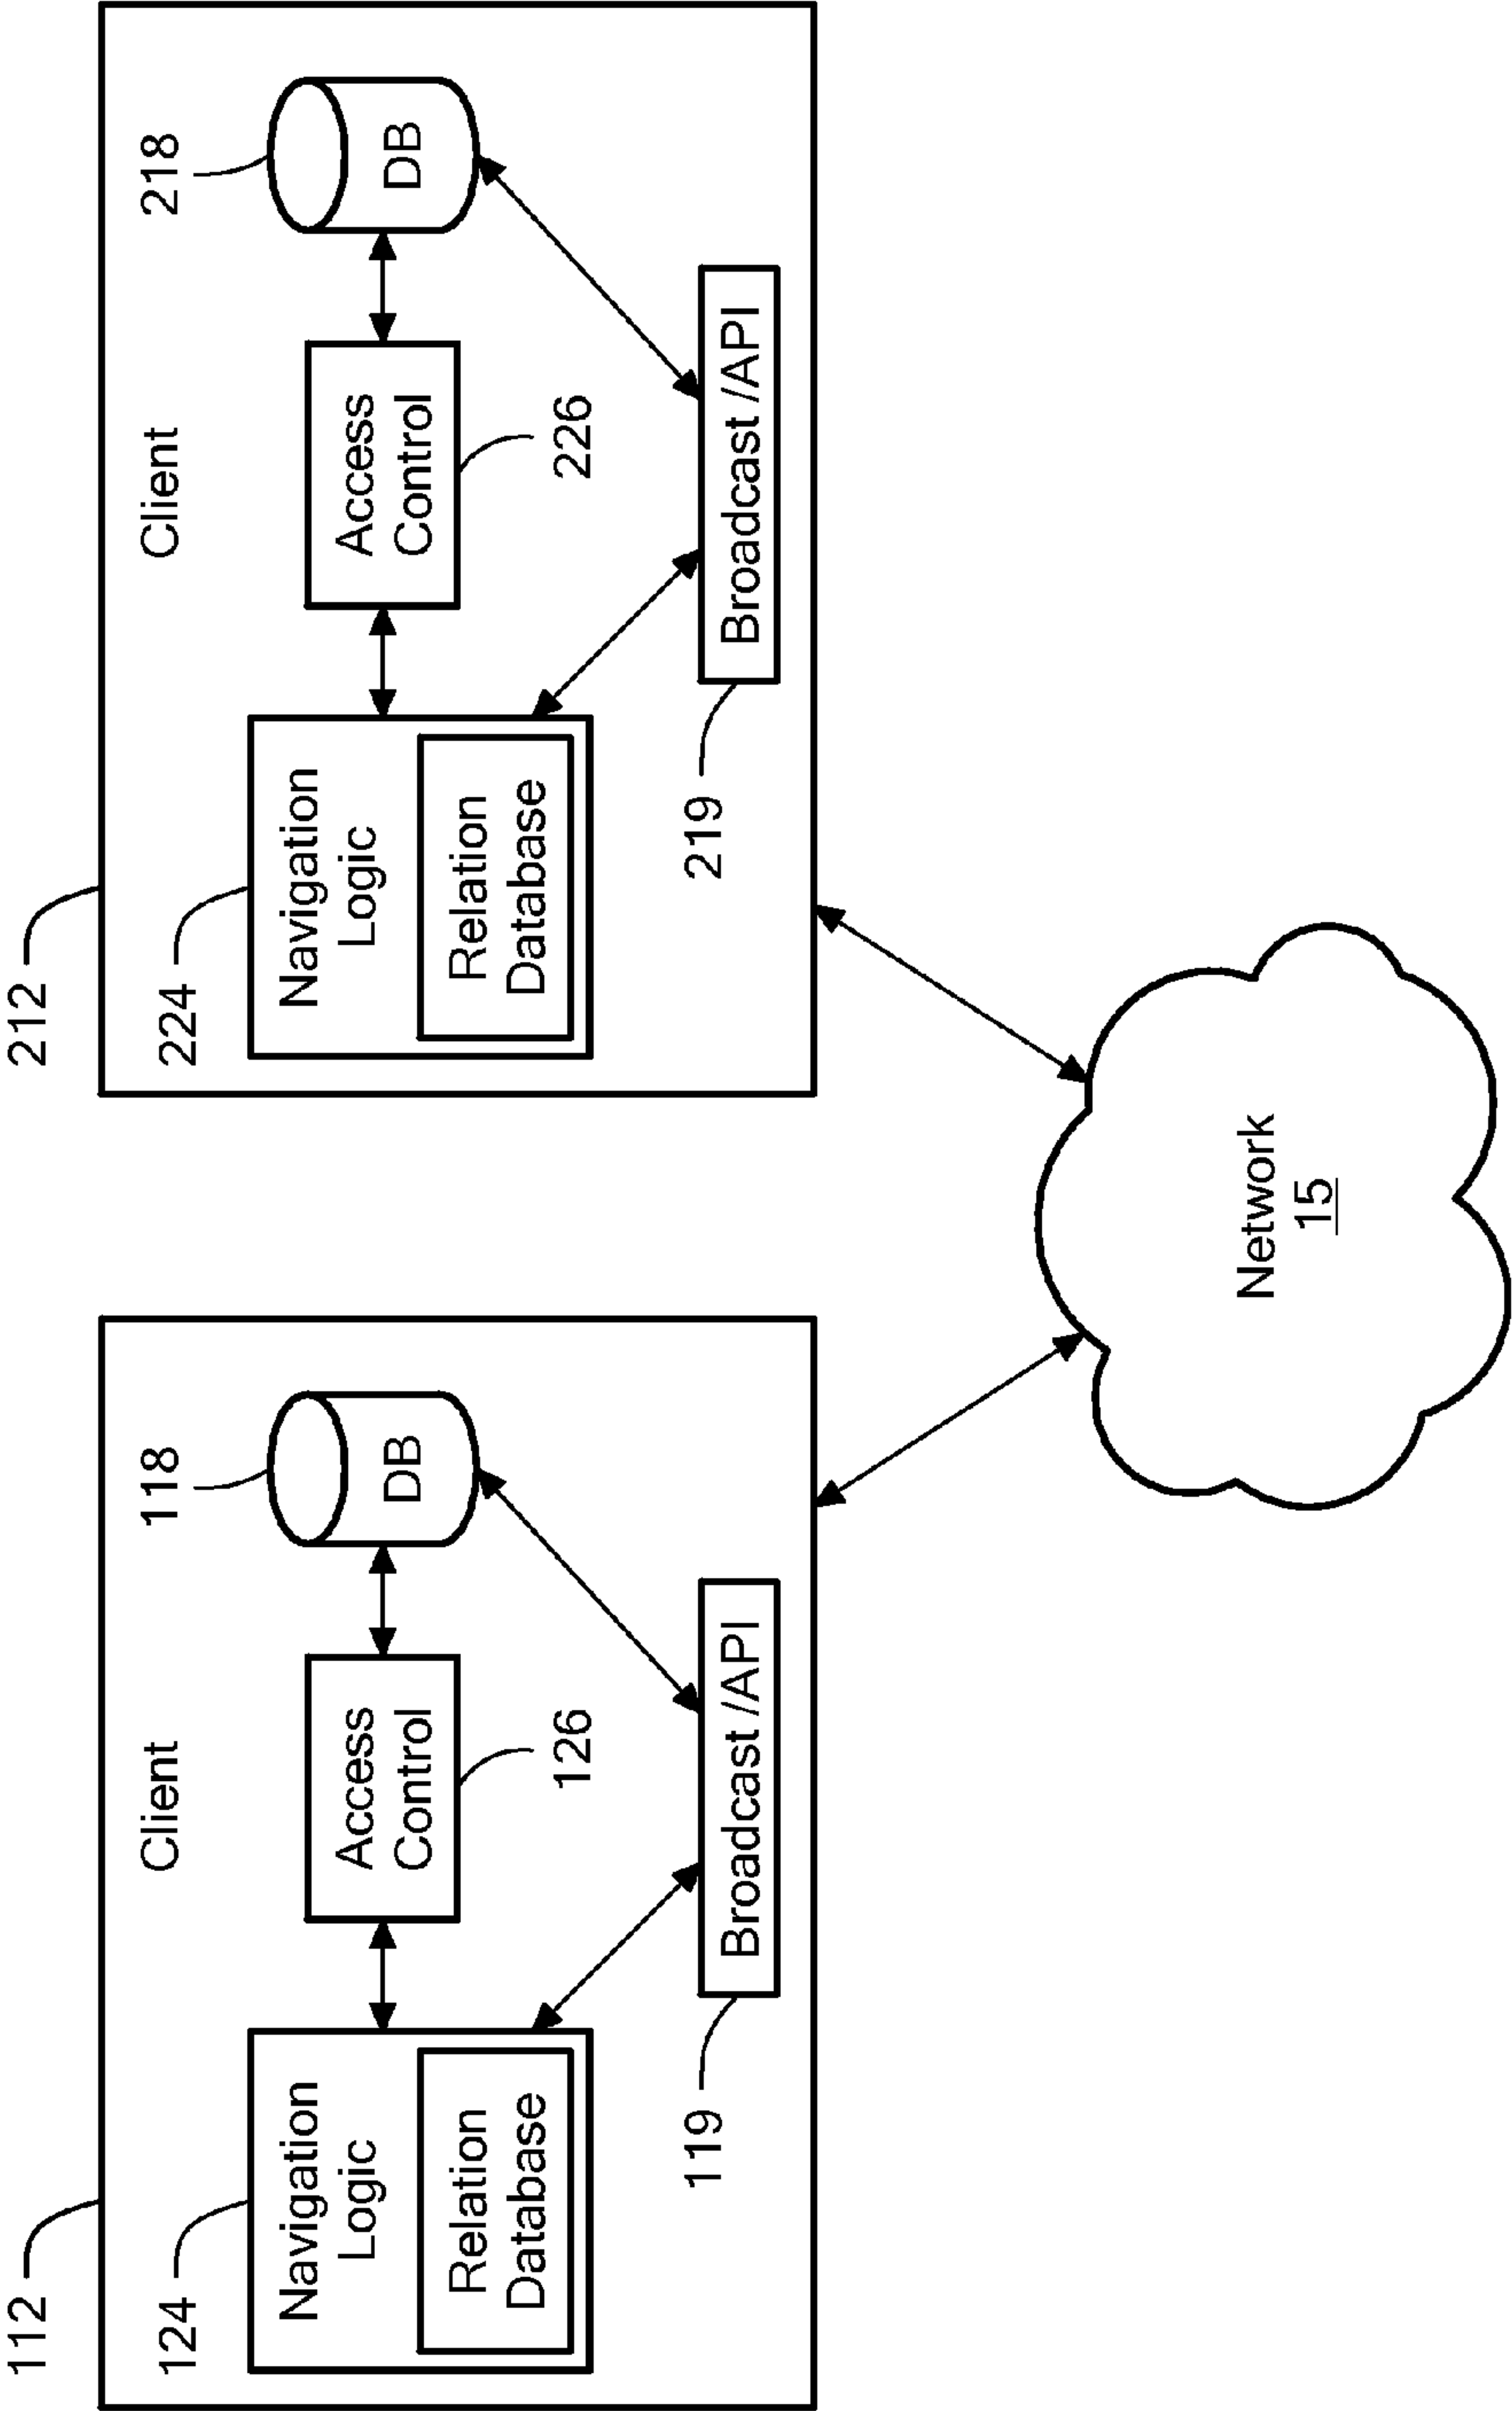 112
Client
118
124
Navigation
Logic
Relation
Database
Access
Control
126
DB
119
Broadcast /API
212
Client
218
224
Navigation
Logic
Relation
Database
Access
Control
226
DB
219
Broadcast /API
Network
15